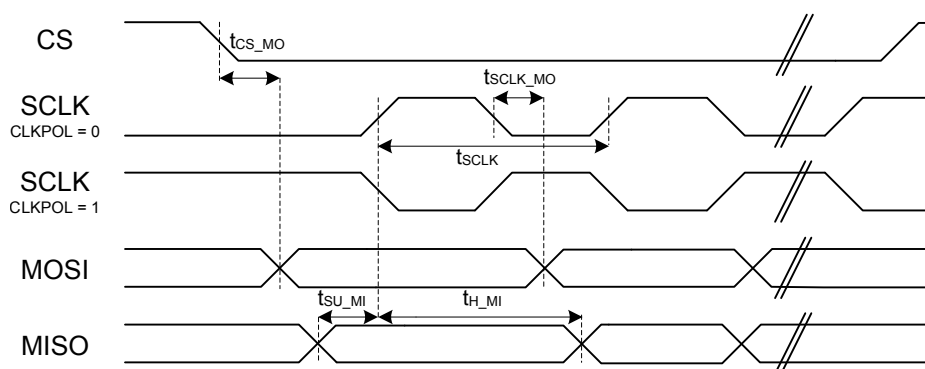 CS
tCS_MO
tSCLK_MO
SCLK
CLKPOL = 0
tSCLK
SCLK
CLKPOL = 1
MOSI
tSU_MI
tH_MI
MISO